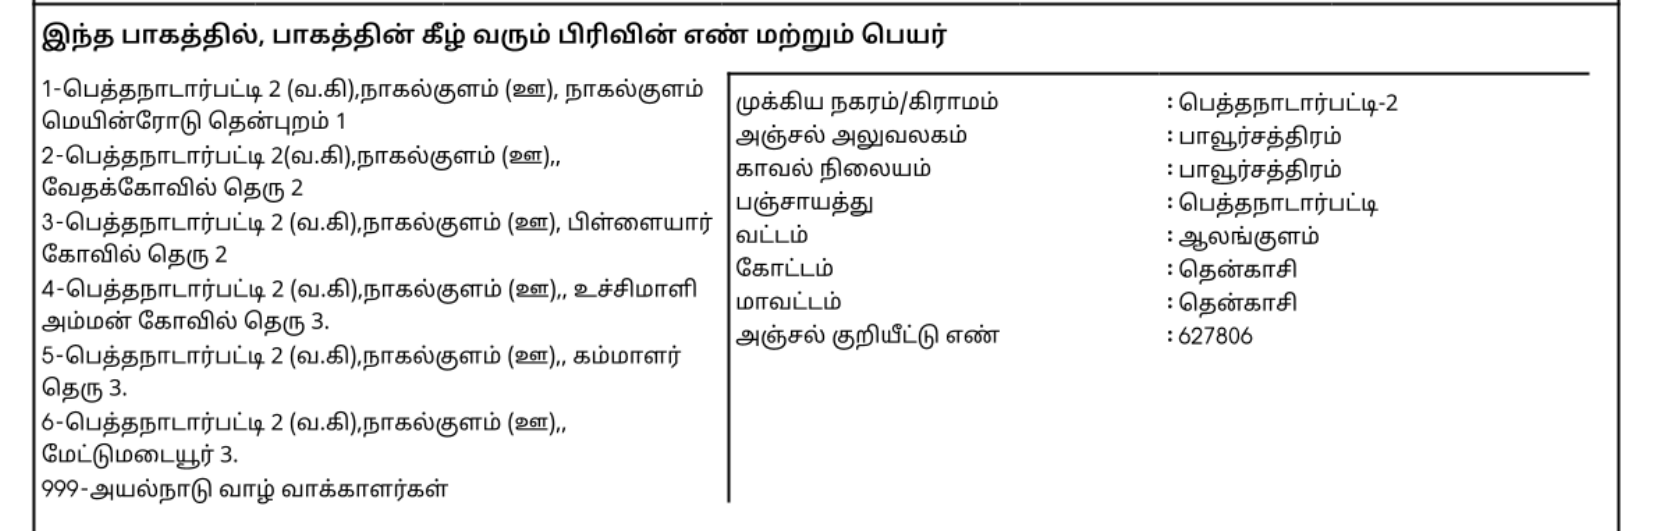 இந்த பாகத்தில், பாகத்தின் கீழ் வரும் பிரிவின் எண் மற்றும் பெயர்
1-பெத்தநாடார்பட்டி 2 (வ.கி),நாகல்குளம் (ஊ), நாகல்குளம்
மெயின்ரோடு தென்புறம் 1
2-பெத்தநாடார்பட்டி 2(வ.கி),நாகல்குளம் (ஊ),,
வேதக்கோவில் தெரு 2
3-பெத்தநாடார்பட்டி 2 (வ.கி),நாகல்குளம் (ஊ), பிள்ளையார்
கோவில் தெரு 2
4-பெத்தநாடார்பட்டி 2 (வ.கி),நாகல்குளம் (ஊ),, உச்சிமாளி
அம்மன் கோவில் தெரு 3.
5-பெத்தநாடார்பட்டி 2 (வ.கி),நாகல்குளம் (ஊ),, கம்மாளர்
தெரு 3.
6-பெத்தநாடார்பட்டி 2 (வ.கி),நாகல்குளம் (ஊ),,
மேட்டுமடையூர் 3.
999-அயல்நாடு வாழ் வாக்காளர்கள்
முக்கிய நகரம்/கிராமம் : பெத்தநாடார்பட்டி-2
அஞ்சல் அலுவலகம் : பாவூர்சத்திரம்
காவல் நிலையம் : பாவூர்சத்திரம்
பஞ்சாயத்து : பெத்தநாடார்பட்டி
வட்டம் : ஆலங்குளம்
கோட்டம் : தென்காசி
மாவட்டம் : தென்காசி
அஞ்சல் குறியீட்டு எண் : 627806